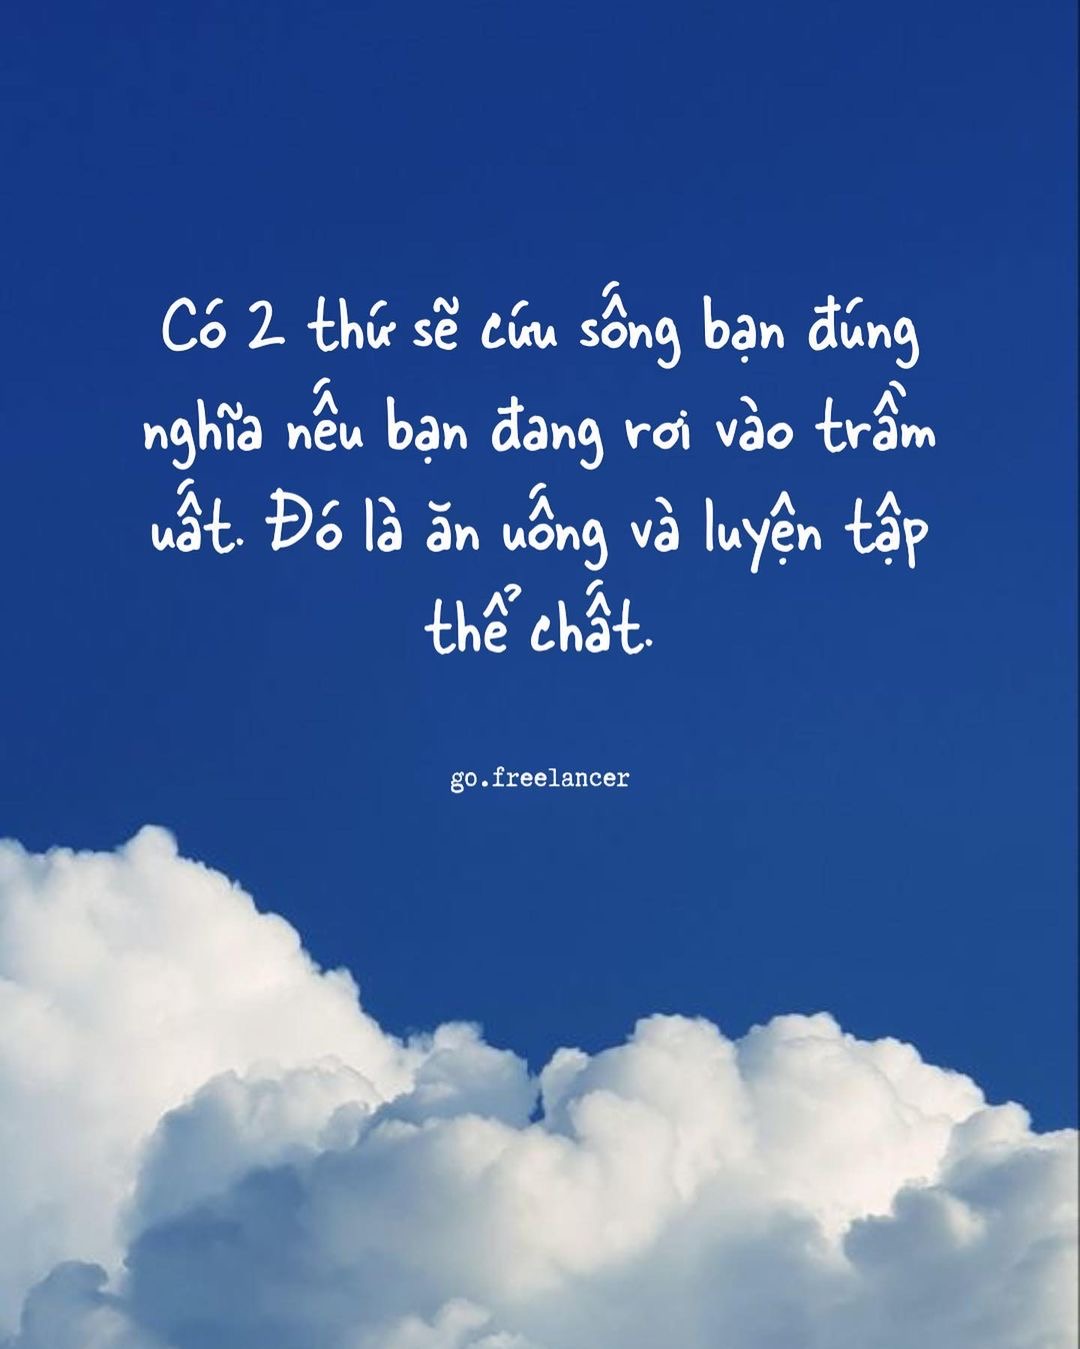 Có 2 thứ sẽ cứu sống bạn đúng
nghĩa nếu bạn đang rơi vào trầm
uất. Đó là ăn uống và luyện tập
thể chất.
go.freelancer